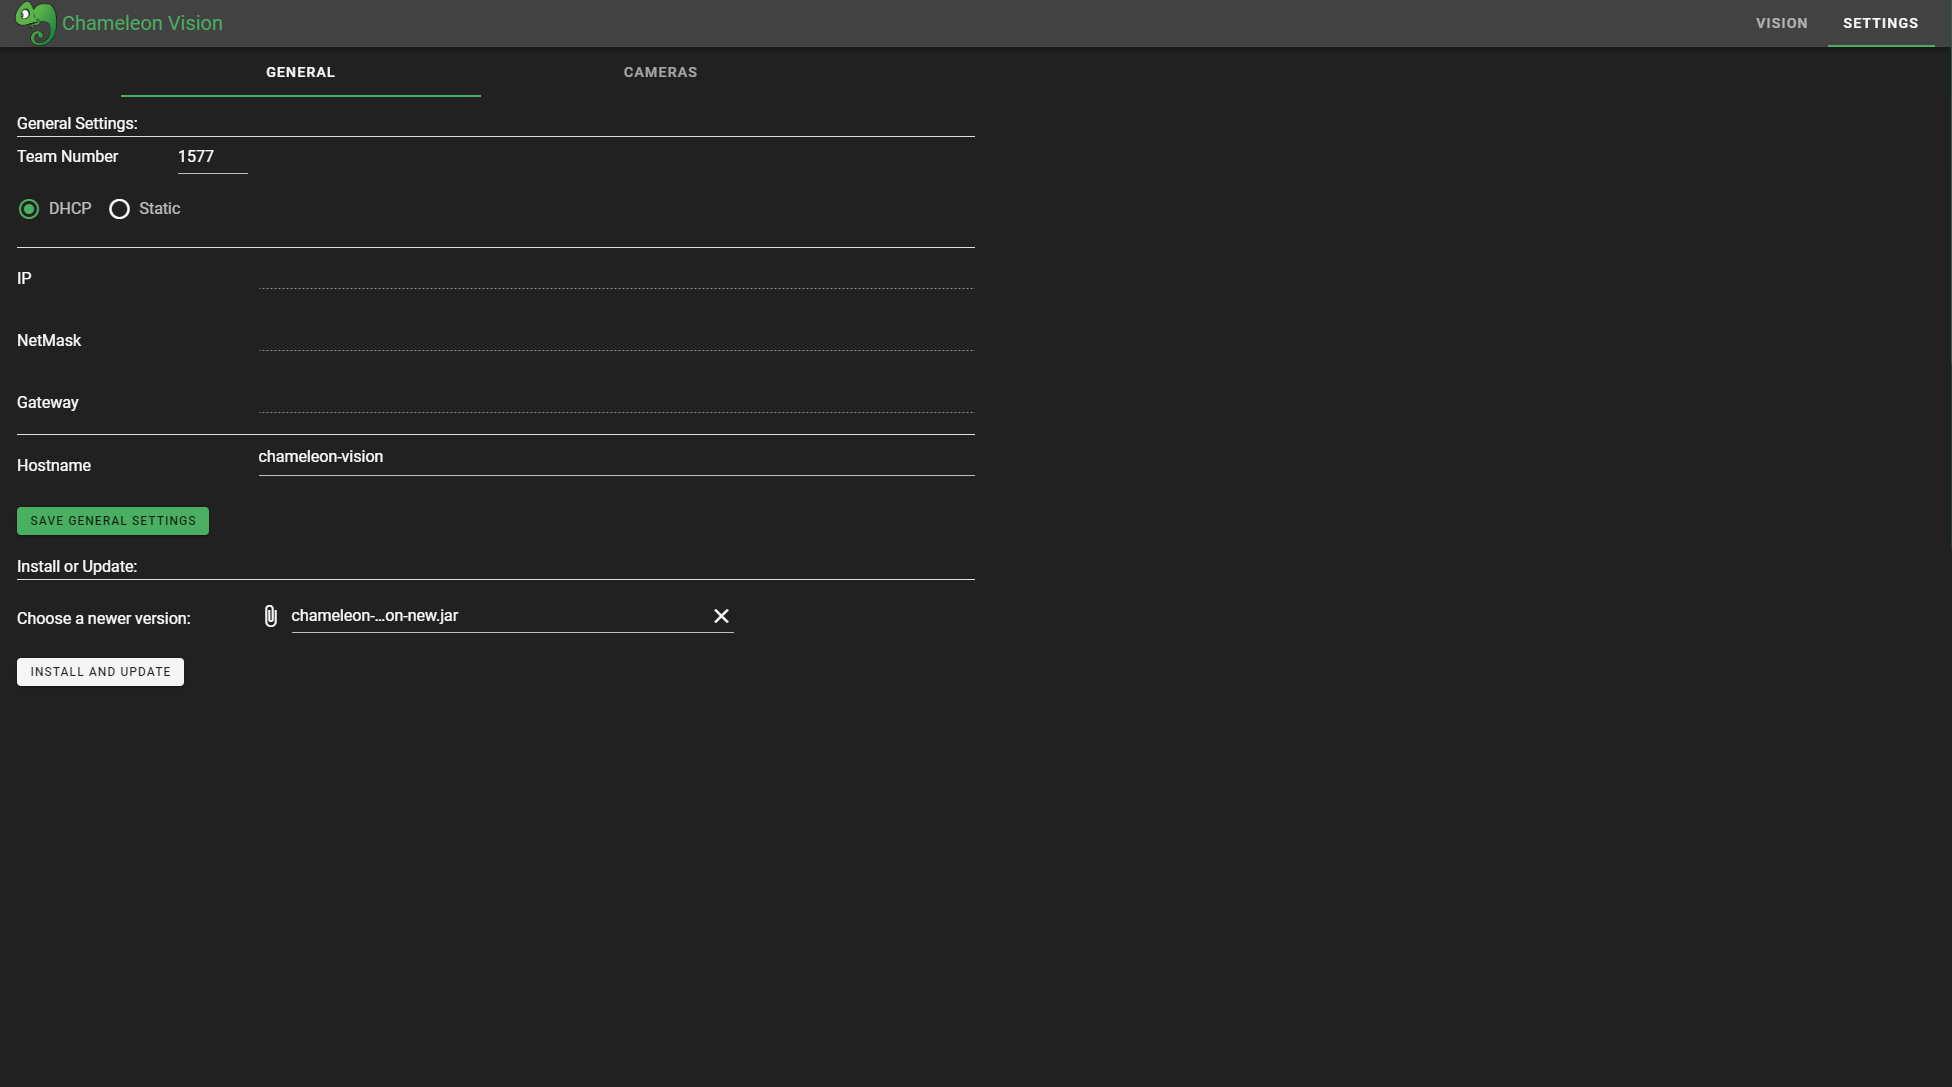 Chameleon Vision
VISION SETTINGS
GENERAL CAMERAS
General Settings:
Team Number 1577
DHCP Static
IP
NetMask
Gateway
Hostname chameleon-vision
SAVE GENERAL SETTINGS
Install or Update:
Choose a newer version: chameleon-…on-new.jar
INSTALL AND UPDATE